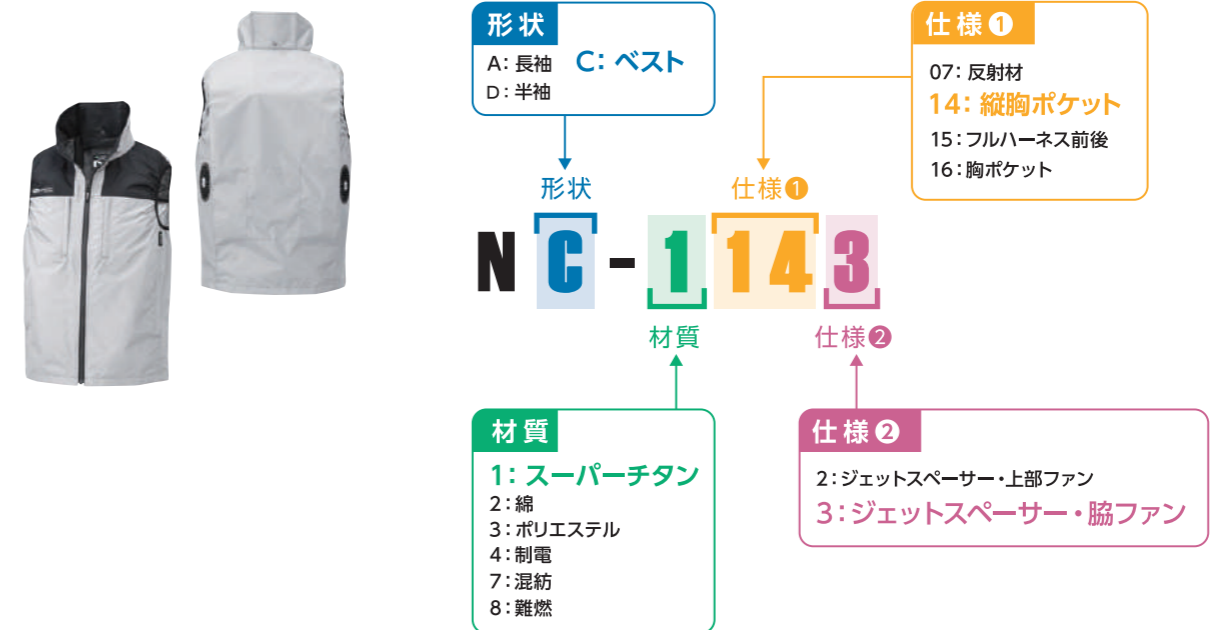 形状
A：長袖 C：ベスト
D：半袖
仕様❶
07：反射材
14：縦胸ポケット
15：フルハーネス前後
16：胸ポケット
形状
仕様❶
NC-1143
材質
仕様❷
材質
1：スーパーチタン
2：綿
3：ポリエステル
4：制電
7：混紡
8：難燃
仕様❷
2：ジェットスペーサー・上部ファン
3：ジェットスペーサー・脇ファン